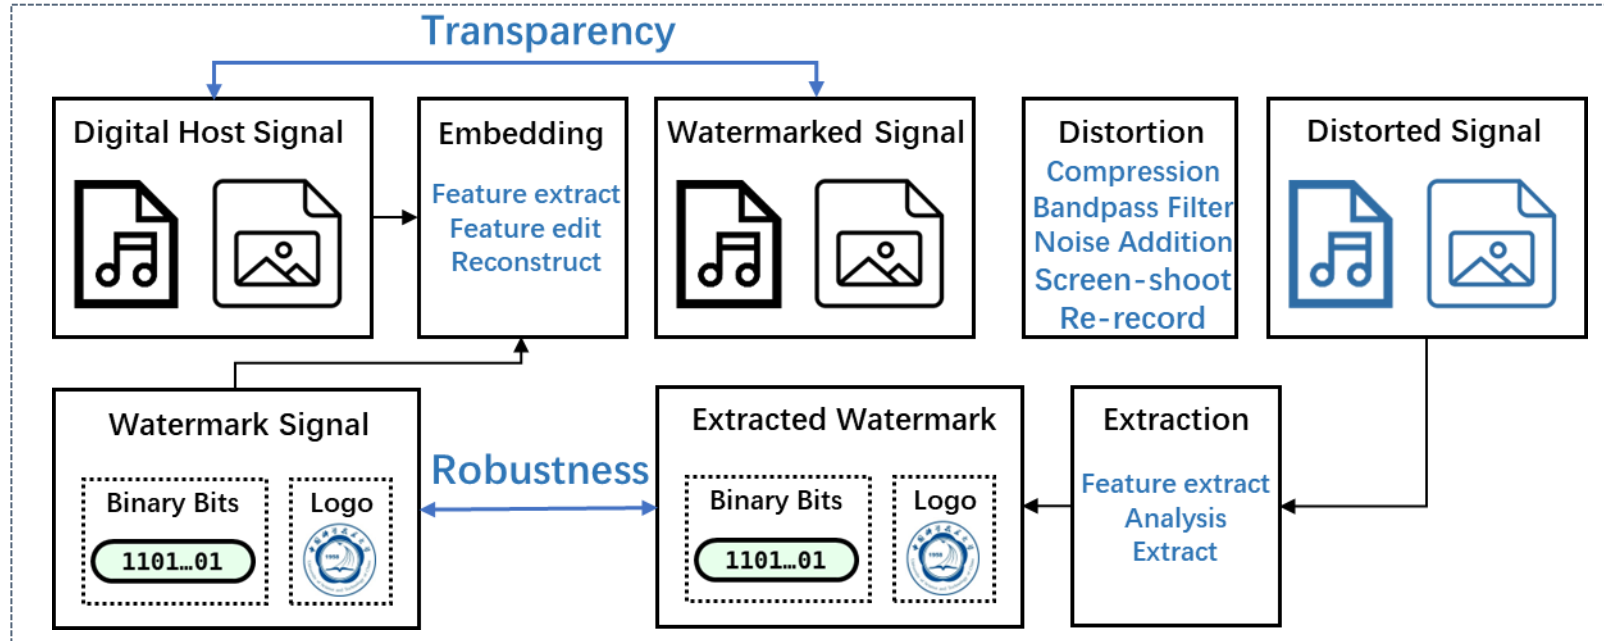 Transparency
Digital Host Signal
Embedding
Feature extract
Feature edit
Reconstruct
Watermarked Signal
Distortion
Compression
Bandpass Filter
Noise Addition
Screen-shoot
Re-record
Distorted Signal
Watermark Signal
Binary Bits
1101…01
Logo
1958
Robustness
Extracted Watermark
Binary Bits
1101…01
Logo
1958
Extraction
Feature extract
Analysis
Extract